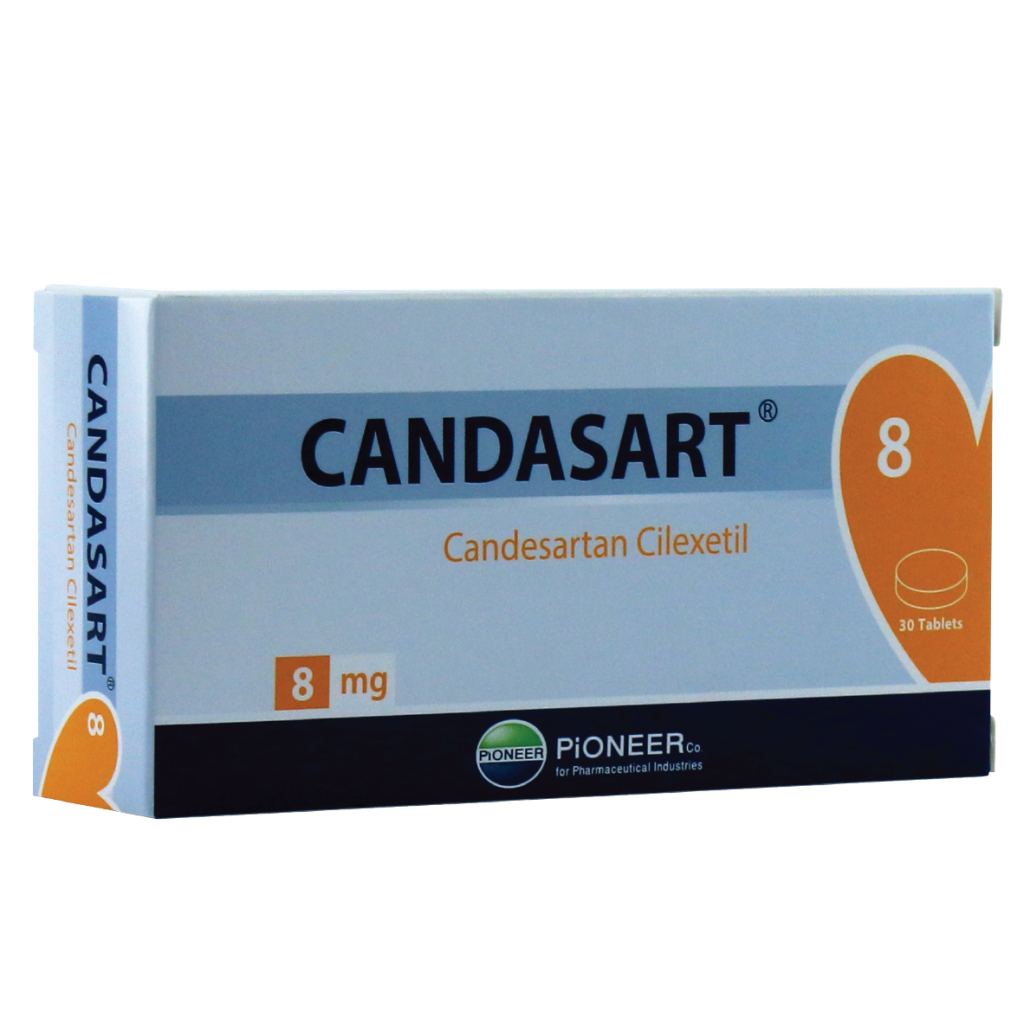 CANDASART®
Candesartan Cilexetil
8
CANDASART®
Candesartan Cilexetil
8
30 Tablets
8 mg
PiONEER
PiONEER Co.
for Pharmaceutical Industries